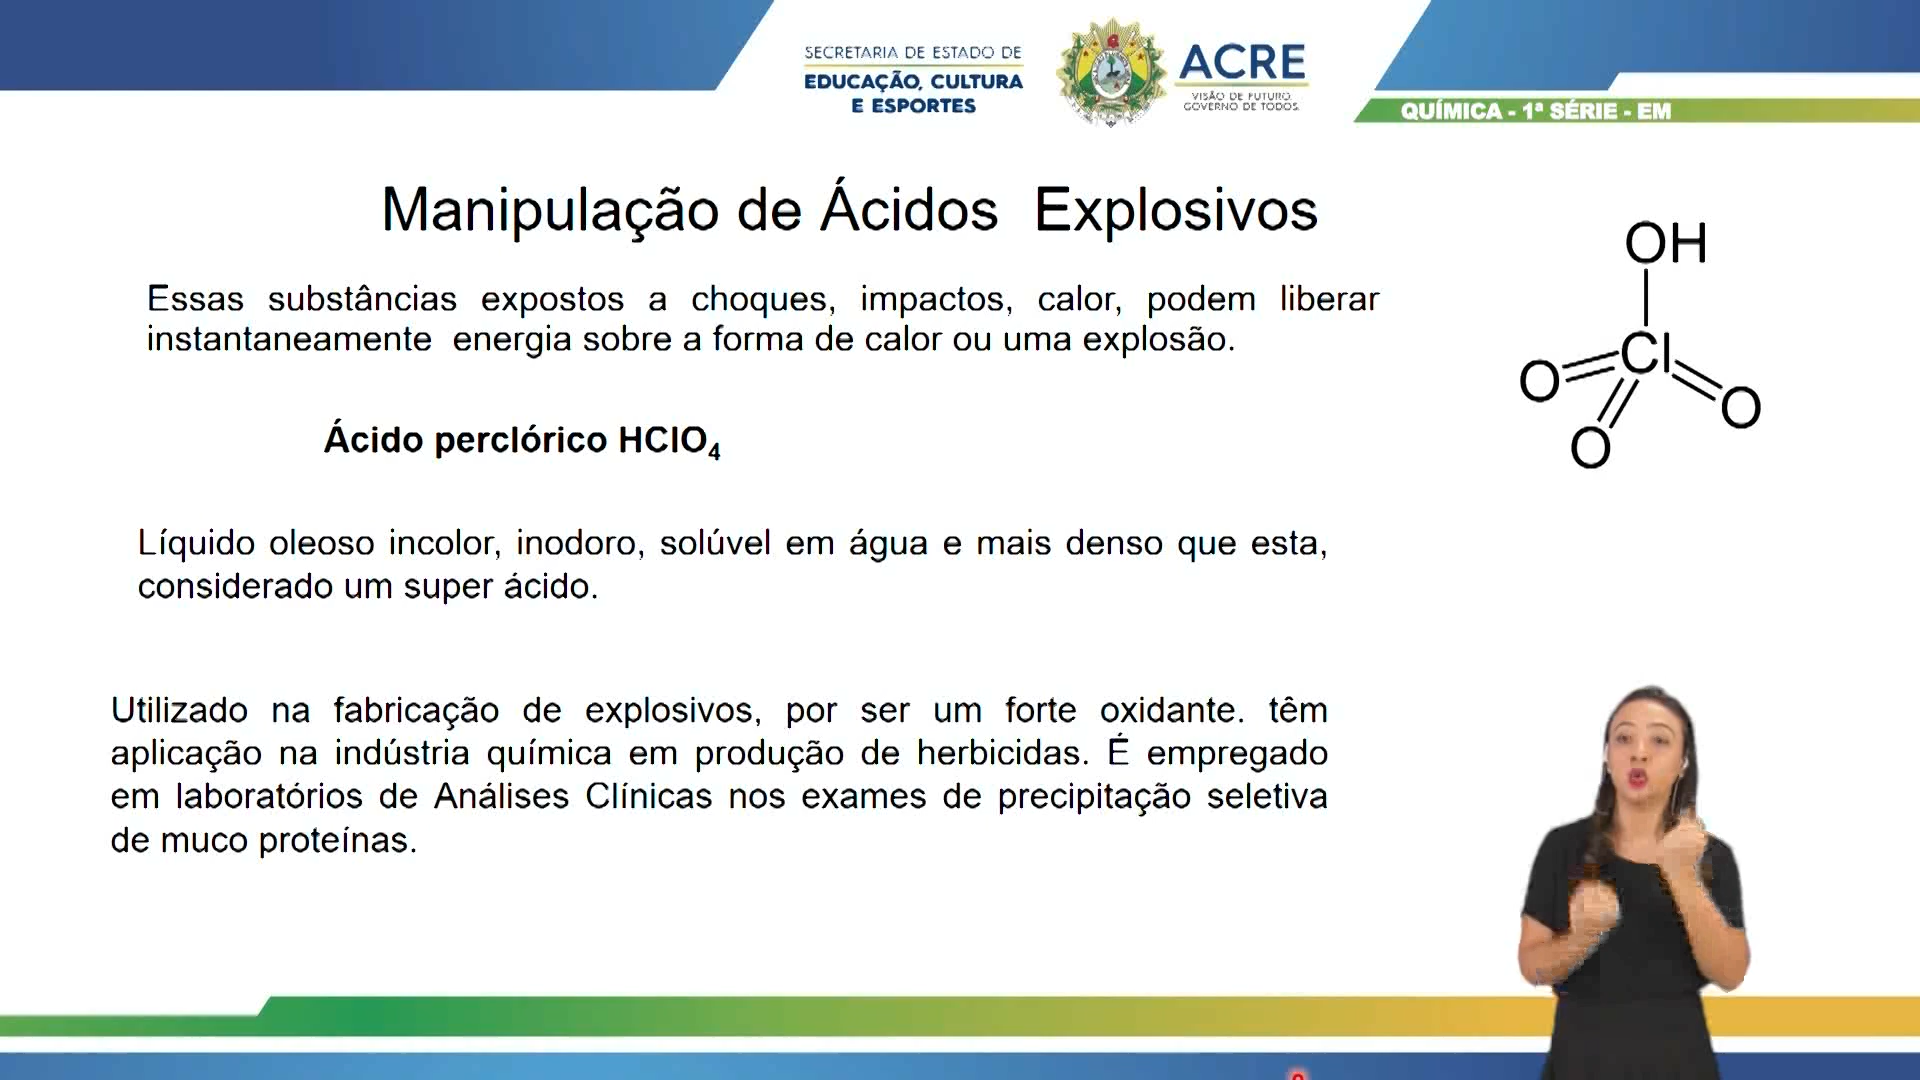 SECRETARIA DE ESTADO DE
EDUCAÇÃO, CULTURA
E ESPORTES
ACRE
VISÃO DE FUTURO.
GOVERNO DE TODOS.
QUÍMICA - 1ª SÉRIE - EM
Manipulação de Ácidos Explosivos
Essas substâncias expostos a choques, impactos, calor, podem liberar
instantaneamente energia sobre a forma de calor ou uma explosão.
OH
Cl
O
O
O
Ácido perclórico HClO₄
Líquido oleoso incolor, inodoro, solúvel em água e mais denso que esta,
considerado um super ácido.
Utilizado na fabricação de explosivos, por ser um forte oxidante. têm
aplicação na indústria química em produção de herbicidas. É empregado
em laboratórios de Análises Clínicas nos exames de precipitação seletiva
de muco proteínas.